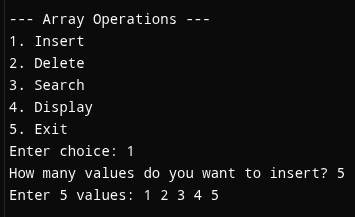 --- Array Operations ---
1. Insert
2. Delete
3. Search
4. Display
5. Exit
Enter choice: 1
How many values do you want to insert? 5
Enter 5 values: 1 2 3 4 5